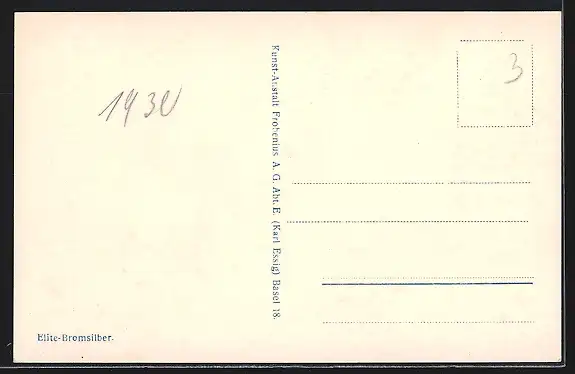 1930
3
Kunst-Anstalt Frobenius A. G. Abt. E. (Karl Essig) Basel 18.
Elite-Bromsilber.